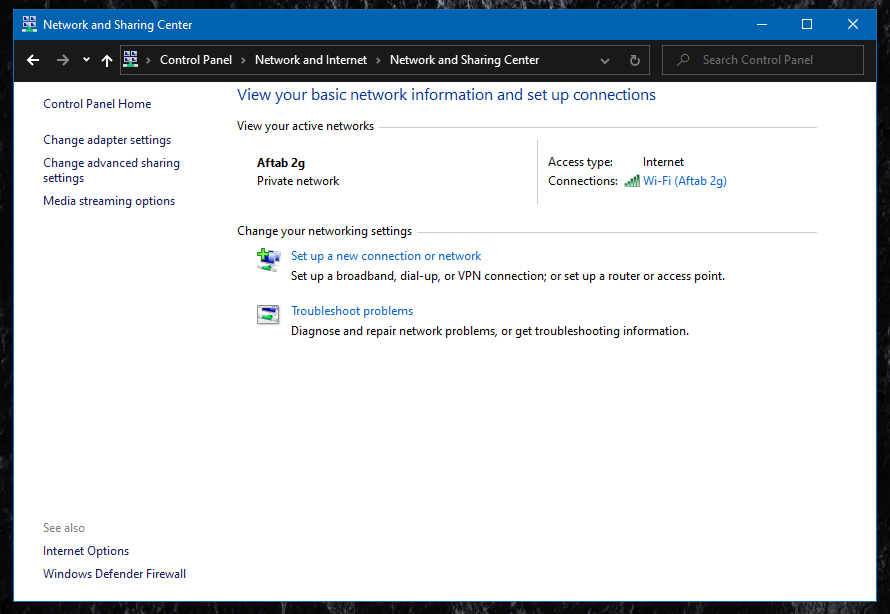 Network and Sharing Center
Control Panel
Network and Internet
Network and Sharing Center
Search Control Panel
Control Panel Home
Change adapter settings
Change advanced sharing
settings
Media streaming options
View your basic network information and set up connections
View your active networks
Aftab 2g
Private network
Access type: Internet
Connections: Wi-Fi (Aftab 2g)
Change your networking settings
Set up a new connection or network
Set up a broadband, dial-up, or VPN connection; or set up a router or access point.
Troubleshoot problems
Diagnose and repair network problems, or get troubleshooting information.
See also
Internet Options
Windows Defender Firewall